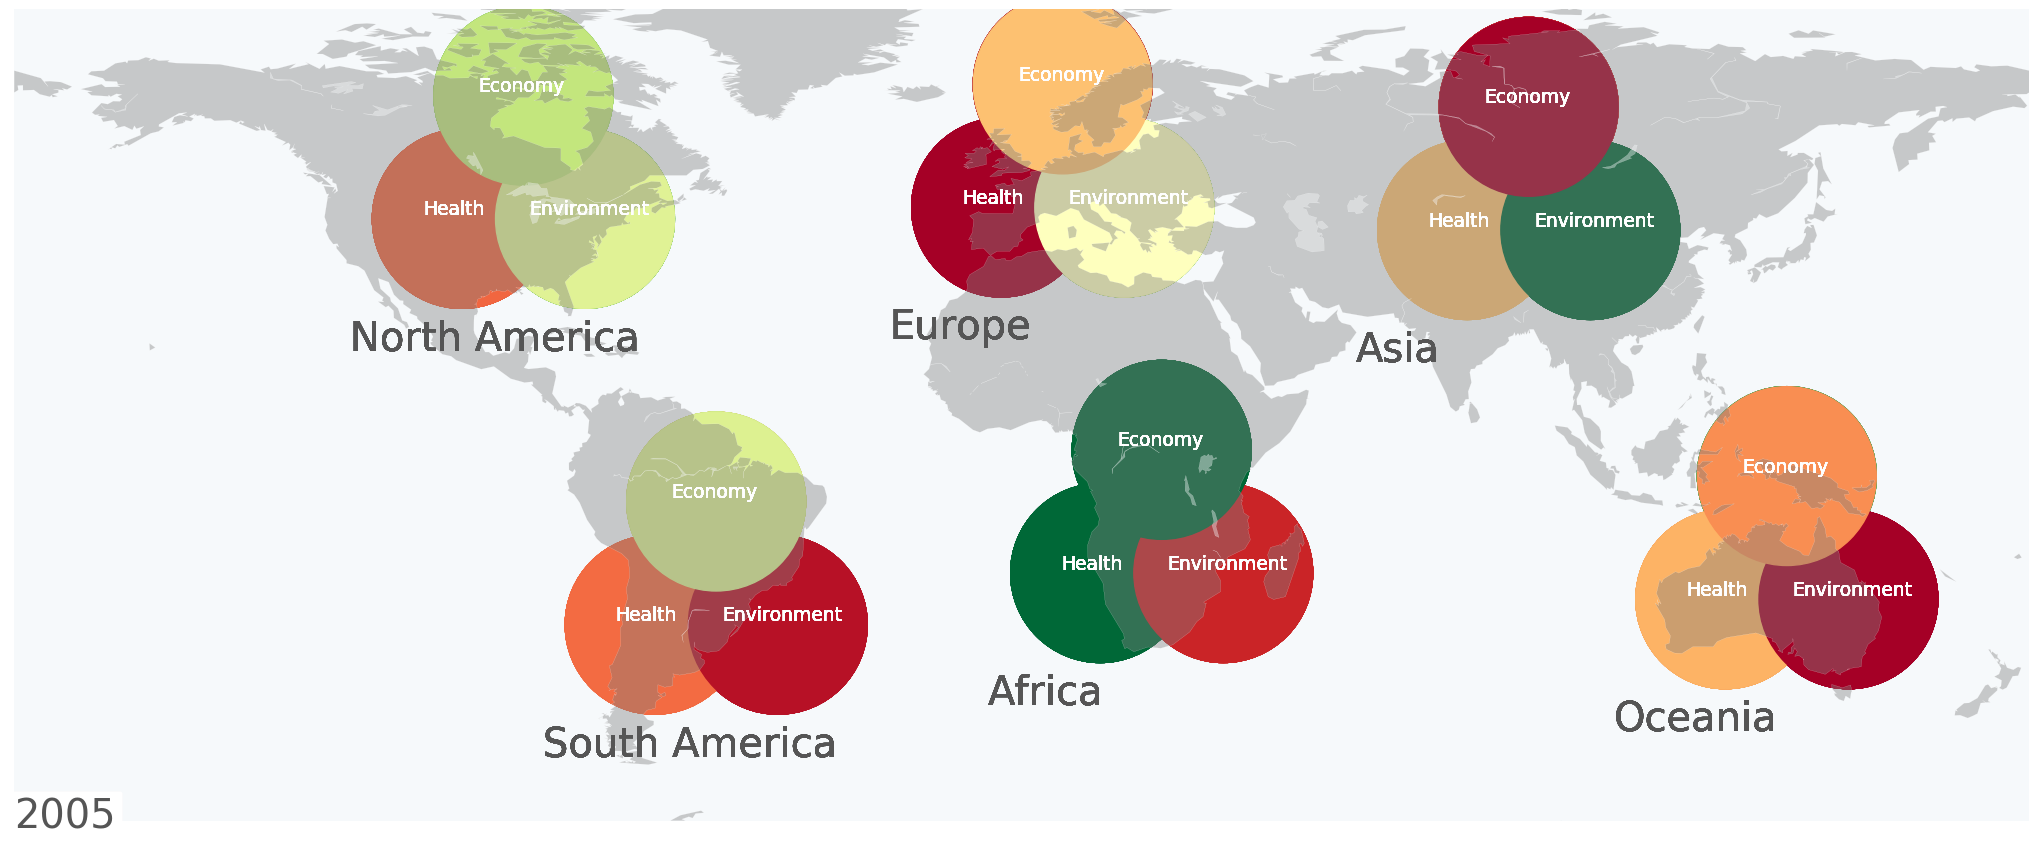 Economy
Health
Environment
North America
Economy
Health
Environment
Europe
Economy
Health
Environment
Asia
Economy
Health
Environment
South America
Economy
Health
Environment
Africa
Economy
Health
Environment
Oceania
2005